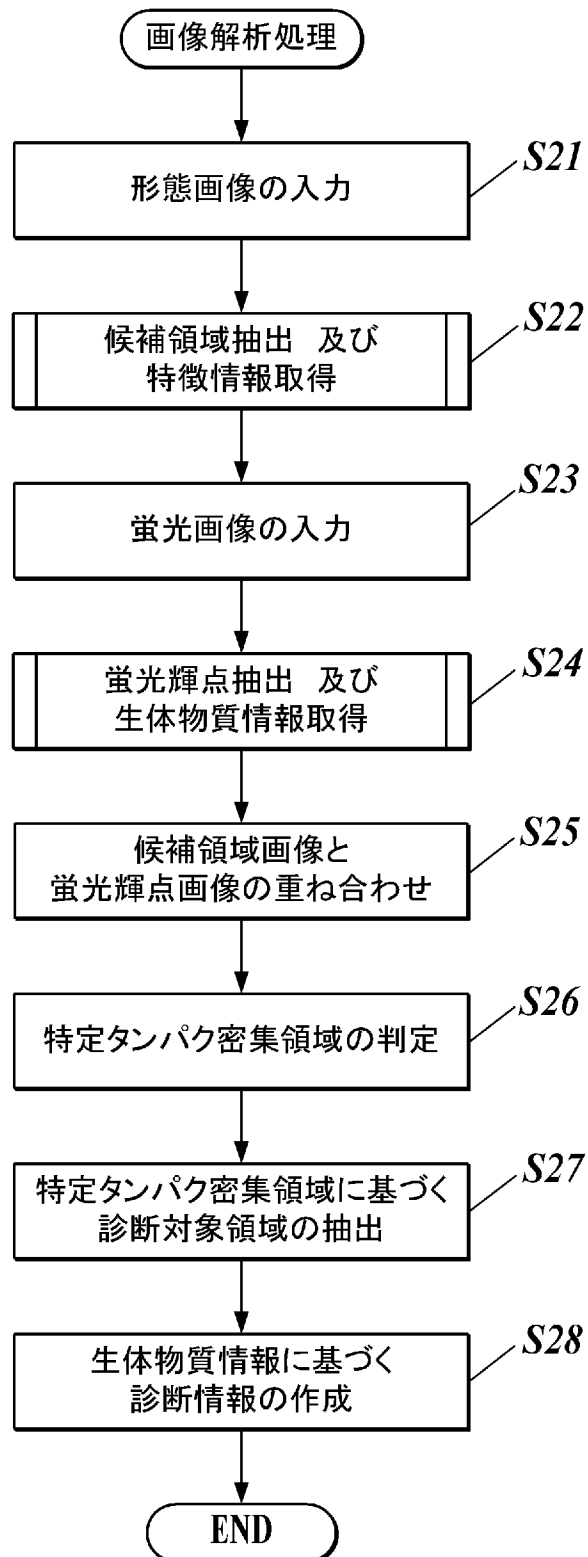 画像解析処理
S21
形態画像の入力
S22
候補領域抽出 及び
特徴情報取得
S23
蛍光画像の入力
S24
蛍光輝点抽出 及び
生体物質情報取得
S25
候補領域画像と
蛍光輝点画像の重ね合わせ
S26
特定タンパク密集領域の判定
S27
特定タンパク密集領域に基づく
診断対象領域の抽出
S28
生体物質情報に基づく
診断情報の作成
END